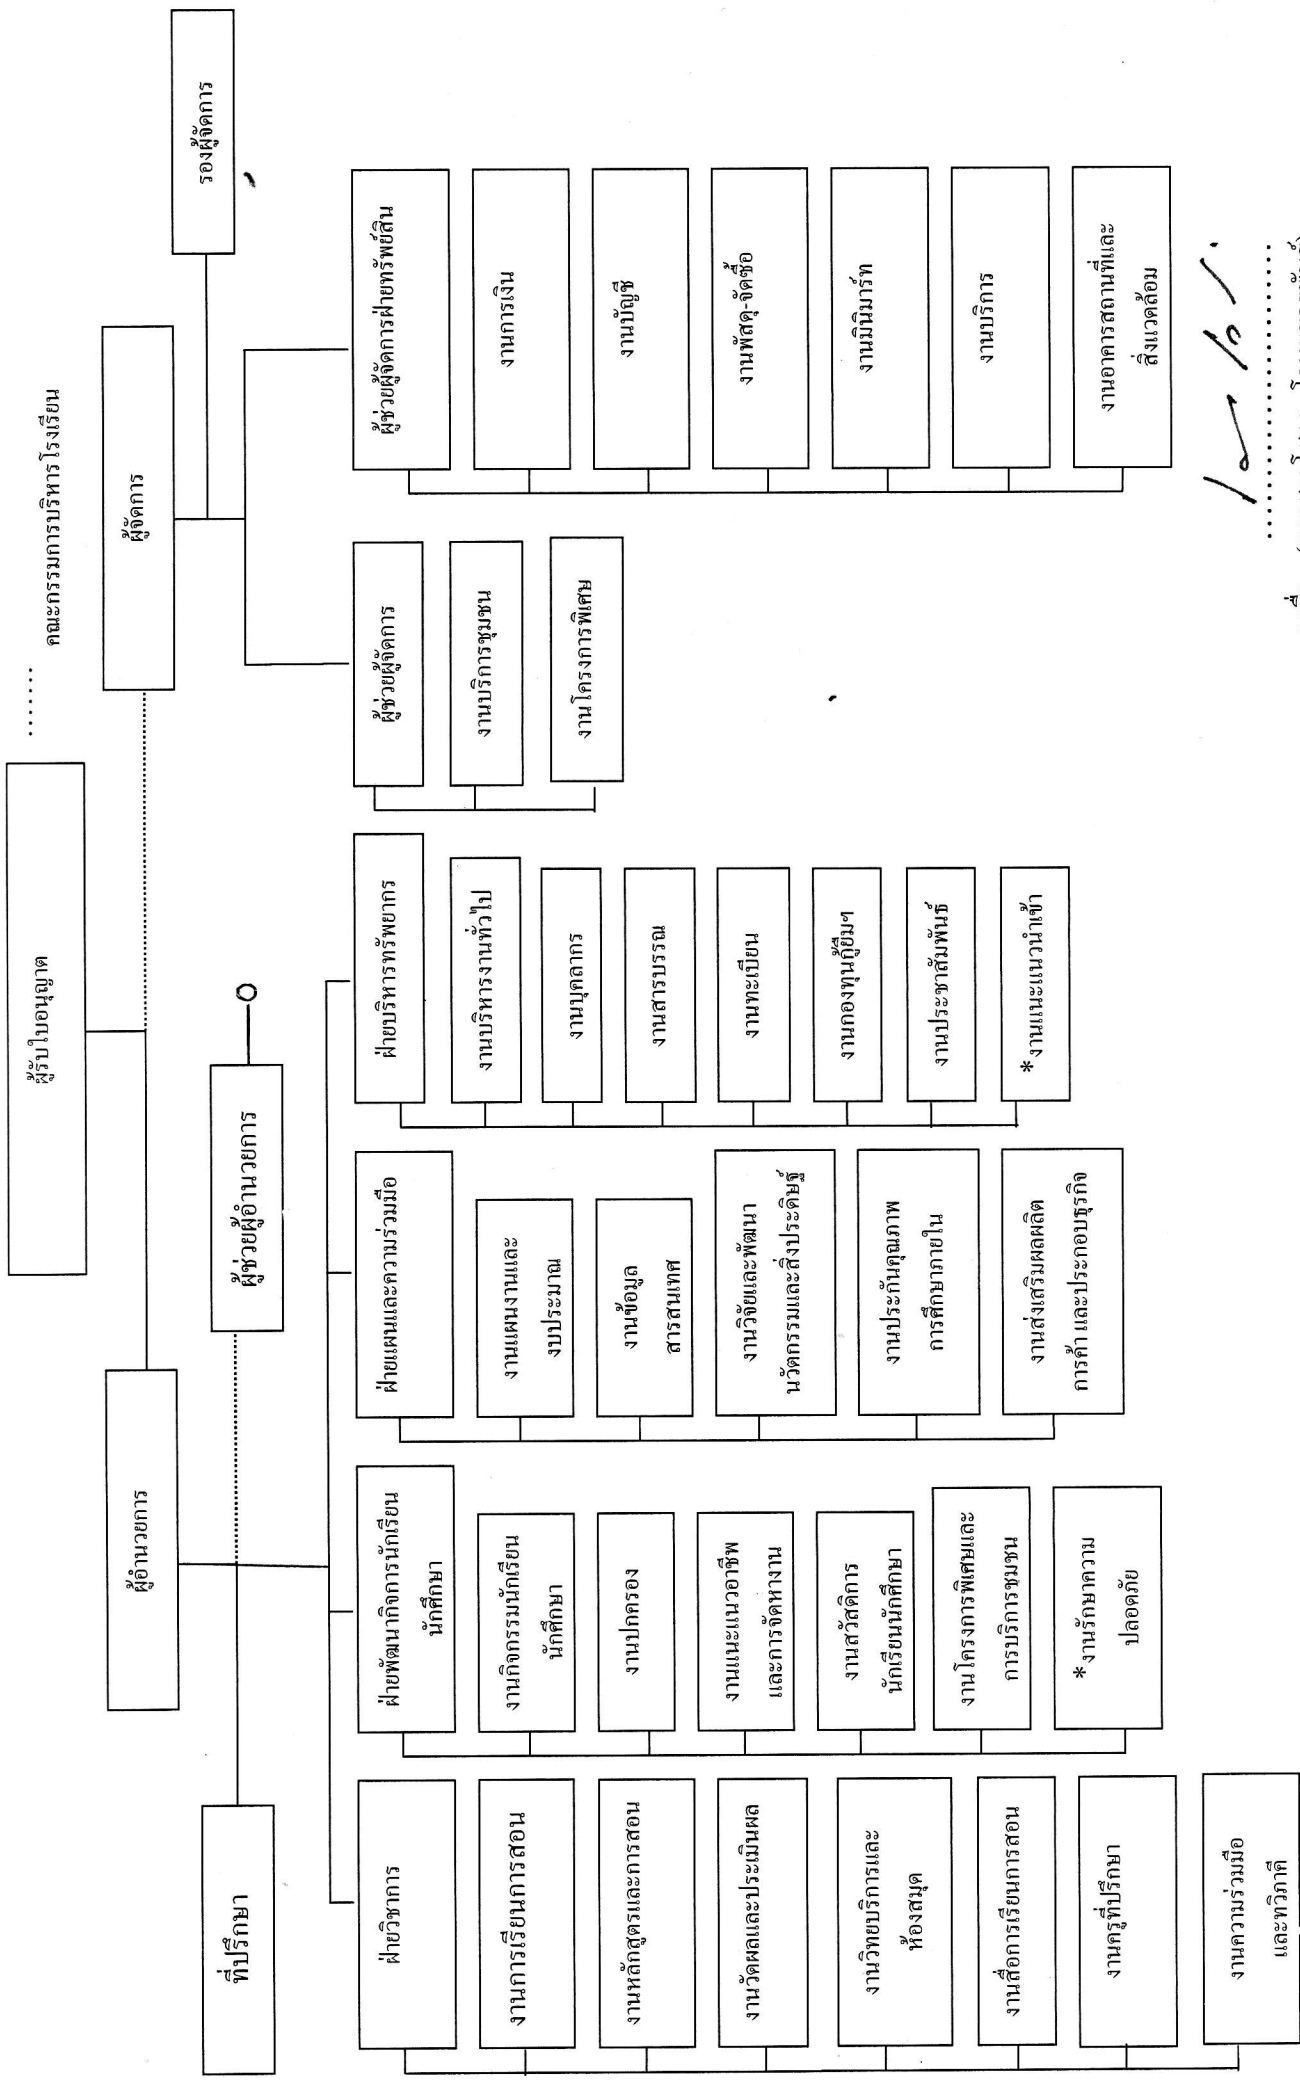 ผู้รับใบอนุญาต
....... คณะกรรมการบริหารโรงเรียน
ผู้อำนวยการ
ผู้จัดการ
ที่ปรึกษา
ผู้ช่วยผู้อำนวยการ
รองผู้จัดการ
ฝ่ายวิชาการ
งานการเรียนการสอน
งานหลักสูตรและการสอน
งานวัดผลและประเมินผล
งานวิทยบริการและ
ห้องสมุด
งานสื่อการเรียนการสอน
งานครูที่ปรึกษา
งานความร่วมมือ
และทวิภาคี
ฝ่ายพัฒนากิจการนักเรียน
นักศึกษา
งานกิจกรรมนักเรียน
นักศึกษา
งานปกครอง
งานแนะแนวอาชีพ
และการจัดหางาน
งานสวัสดิการ
นักเรียนนักศึกษา
งานโครงการพิเศษและ
การบริการชุมชน
*งานรักษาความ
ปลอดภัย
ฝ่ายแผนและความร่วมมือ
งานแผนงานและ
งบประมาณ
งานข้อมูล
สารสนเทศ
งานวิจัยและพัฒนา
นวัตกรรมและสิ่งประดิษฐ์
งานประกันคุณภาพ
การศึกษาภายใน
งานส่งเสริมผลผลิต
การค้า และประกอบธุรกิจ
ฝ่ายบริหารทรัพยากร
งานบริหารงานทั่วไป
งานบุคลากร
งานสารบรรณ
งานทะเบียน
งานกองทุนกู้ยืมฯ
งานประชาสัมพันธ์
*งานแนะแนวนำเข้า
ผู้ช่วยผู้จัดการ
งานบริการชุมชน
งานโครงการพิเศษ
ผู้ช่วยผู้จัดการฝ่ายทรัพย์สิน
งานการเงิน
งานบัญชี
งานพัสดุ-จัดซื้อ
งานมินิมาร์ท
งานบริการ
งานอาคารสถานที่และ
สิ่งแวดล้อม